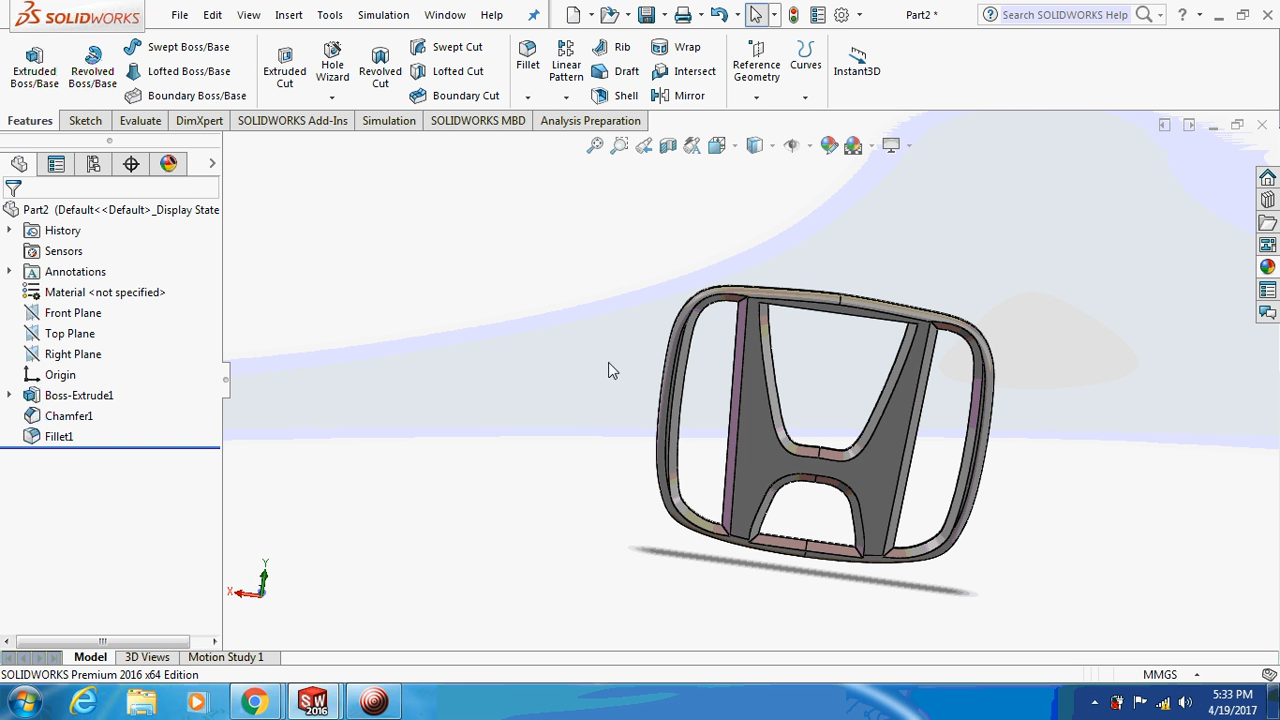 DS SOLIDWORKS File Edit View Insert Tools Simulation Window Help Part2 * Search SOLIDWORKS Help ?
Swept Boss/Base Swept Cut Rib Wrap
Extruded Boss/Base Revolved Boss/Base Lofted Boss/Base Extruded Cut Hole Wizard Revolved Cut Lofted Cut Fillet Linear Pattern Draft Intersect Reference Geometry Curves Instant3D
Boundary Boss/Base Boundary Cut Shell Mirror
Features Sketch Evaluate DimXpert SOLIDWORKS Add-Ins Simulation SOLIDWORKS MBD Analysis Preparation
Part2 (Default<<Default>_Display State
History
Sensors
A Annotations
Material <not specified>
Front Plane
Top Plane
Right Plane
Origin
Boss-Extrude1
Chamfer1
Fillet1
Y
X
Model 3D Views Motion Study 1
SOLIDWORKS Premium 2016 x64 Edition MMGS
SW 2016 5:33 PM
4/19/2017